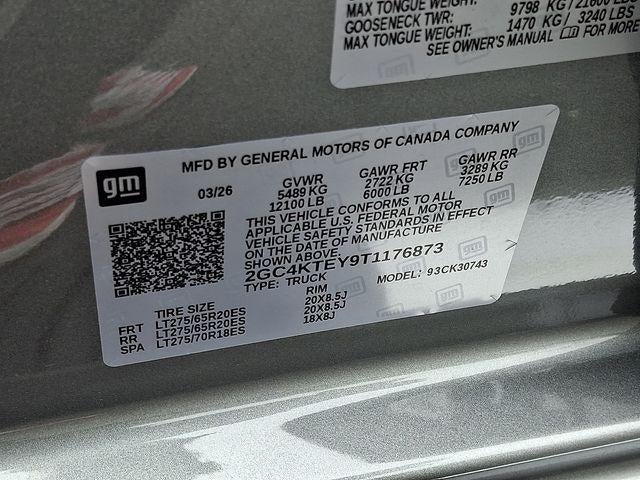 MAX TONGUE WEIGHT: 9798 KG / 21600 LBS
GOOSENECK TWR: 1470 KG / 3240 LBS
MAX TONGUE WEIGHT:
SEE OWNER'S MANUAL FOR MORE
MFD BY GENERAL MOTORS OF CANADA COMPANY
gm
03/26
GVWR GAWR FRT GAWR RR
5489 KG 2722 KG 3289 KG
12100 LB 6000 LB 7250 LB
THIS VEHICLE CONFORMS TO ALL
APPLICABLE U.S. FEDERAL MOTOR
VEHICLE SAFETY STANDARDS IN EFFECT
ON THE DATE OF MANUFACTURE
SHOWN ABOVE.
2GC4KTEY9T1176873
TYPE: TRUCK MODEL: 93CK30743
TIRE SIZE RIM
FRT LT275/65R20ES 20X8.5J
RR LT275/65R20ES 20X8.5J
SPA LT275/70R18ES 18X8J